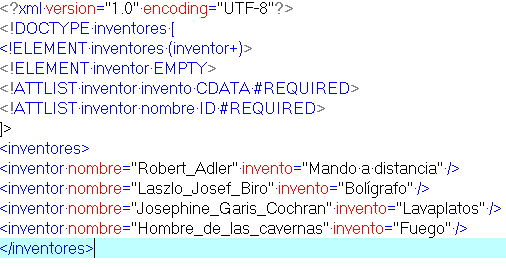 <?xml version="1.0" encoding="UTF-8"?>
<!DOCTYPE inventores [
<!ELEMENT inventores (inventor+)>
<!ELEMENT inventor EMPTY>
<!ATTLIST inventor invento CDATA #REQUIRED>
<!ATTLIST inventor nombre ID #REQUIRED>
]>
<inventores>
<inventor nombre="Robert_Adler" invento="Mando a distancia" />
<inventor nombre="Laszlo_Josef_Biro" invento="Bolígrafo" />
<inventor nombre="Josephine_Garis_Cochran" invento="Lavaplatos" />
<inventor nombre="Hombre_de_las_cavernas" invento="Fuego" />
</inventores>